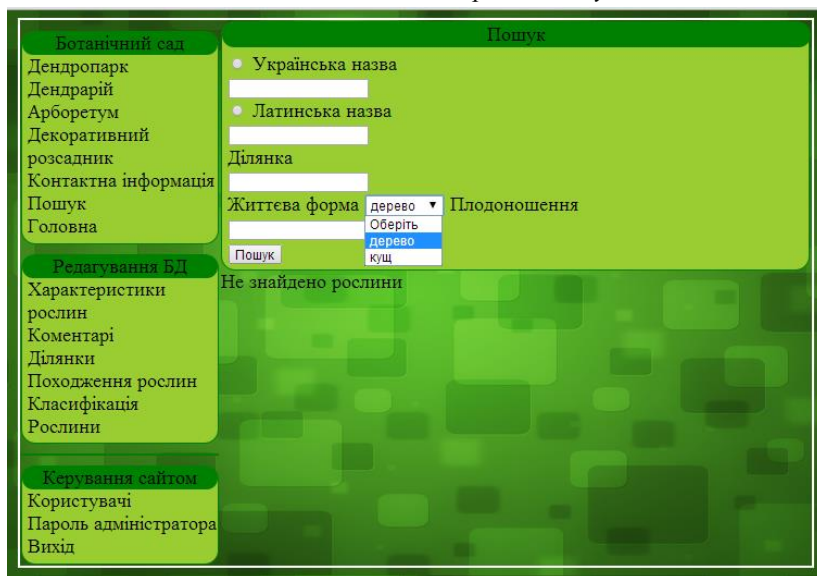 Ботанічний сад
Дендропарк
Дендрарій
Арборетум
Декоративний
розсадник
Контактна інформація
Пошук
Головна
Редагування БД
Характеристики
рослин
Коментарі
Ділянки
Походження рослин
Класифікація
Рослини
Керування сайтом
Користувачі
Пароль адміністратора
Вихід
Пошук
Українська назва
Латинська назва
Ділянка
Життєва форма дерево Плодоношення
Оберіть
дерево
кущ
Пошук
Не знайдено рослини